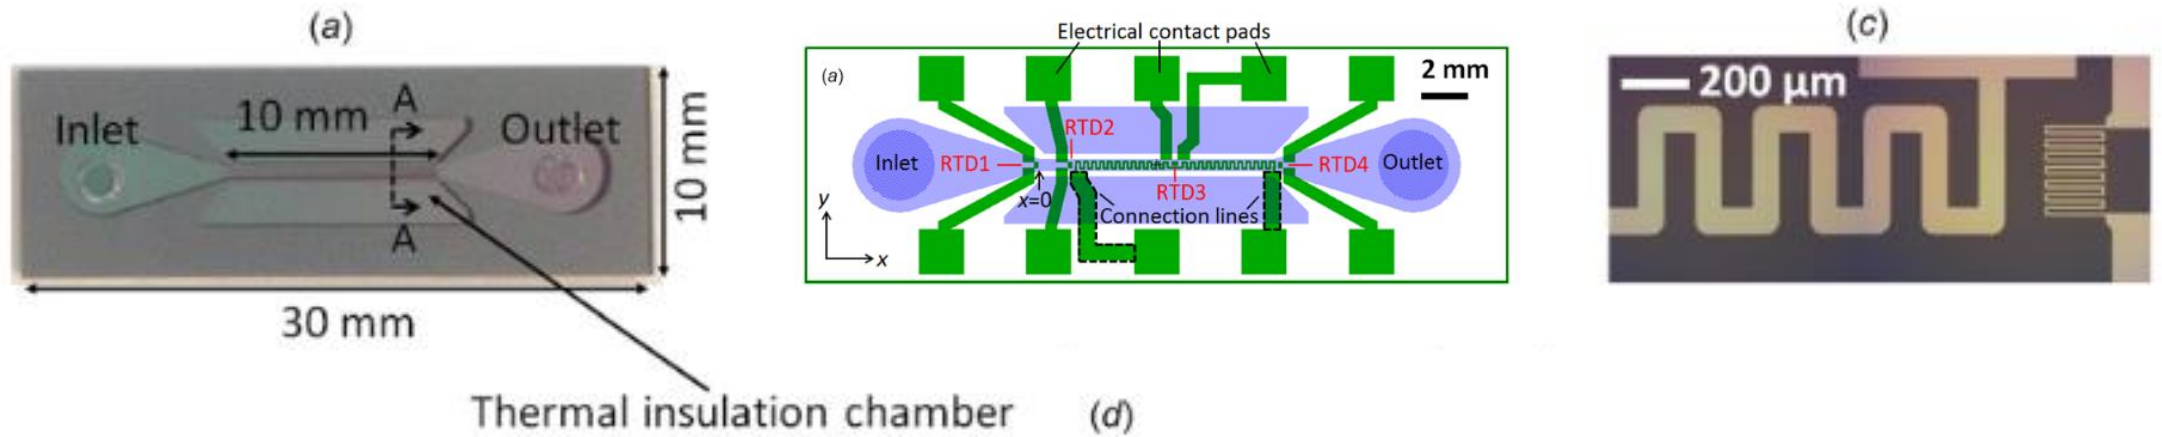 (a)
Inlet
10 mm
A
Outlet
A
10 mm
30 mm
Thermal insulation chamber
(d)
Electrical contact pads
(a)
2 mm
RTD2
Inlet
RTD1
RTD4
Outlet
x=0
RTD3
Connection lines
y
x
(c)
200 µm